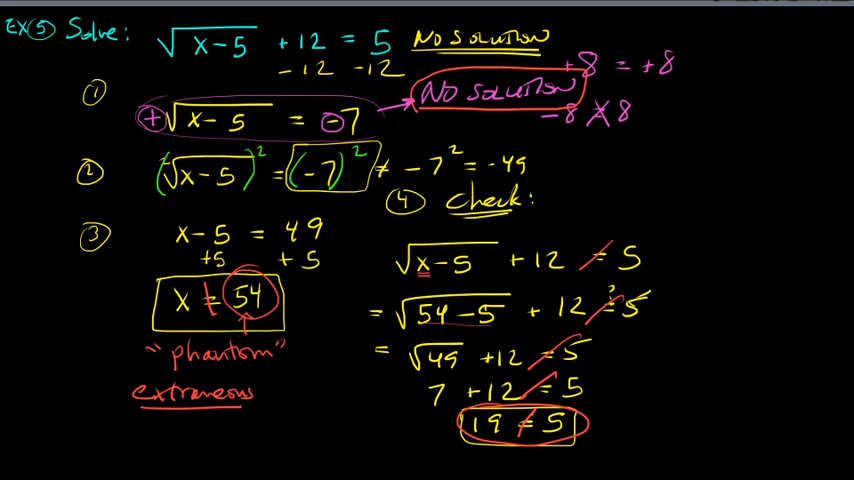 EX(5) Solve: √x-5 +12 = 5 No solution
-12 -12
+8 = +8
① +√x-5 = -7 → No solution
-8 ≠ 8
② (√x-5)² = (-7)² ≠ -7² = -49
④ Check:
③ x-5 = 49
+5 +5
x ≠ 54
"phantom"
extraneous
√x-5 +12 ≠ 5
= √54-5 + 12 ≠? 5
= √49 +12 ≠ 5
7 +12 ≠ 5
19 ≠ 5